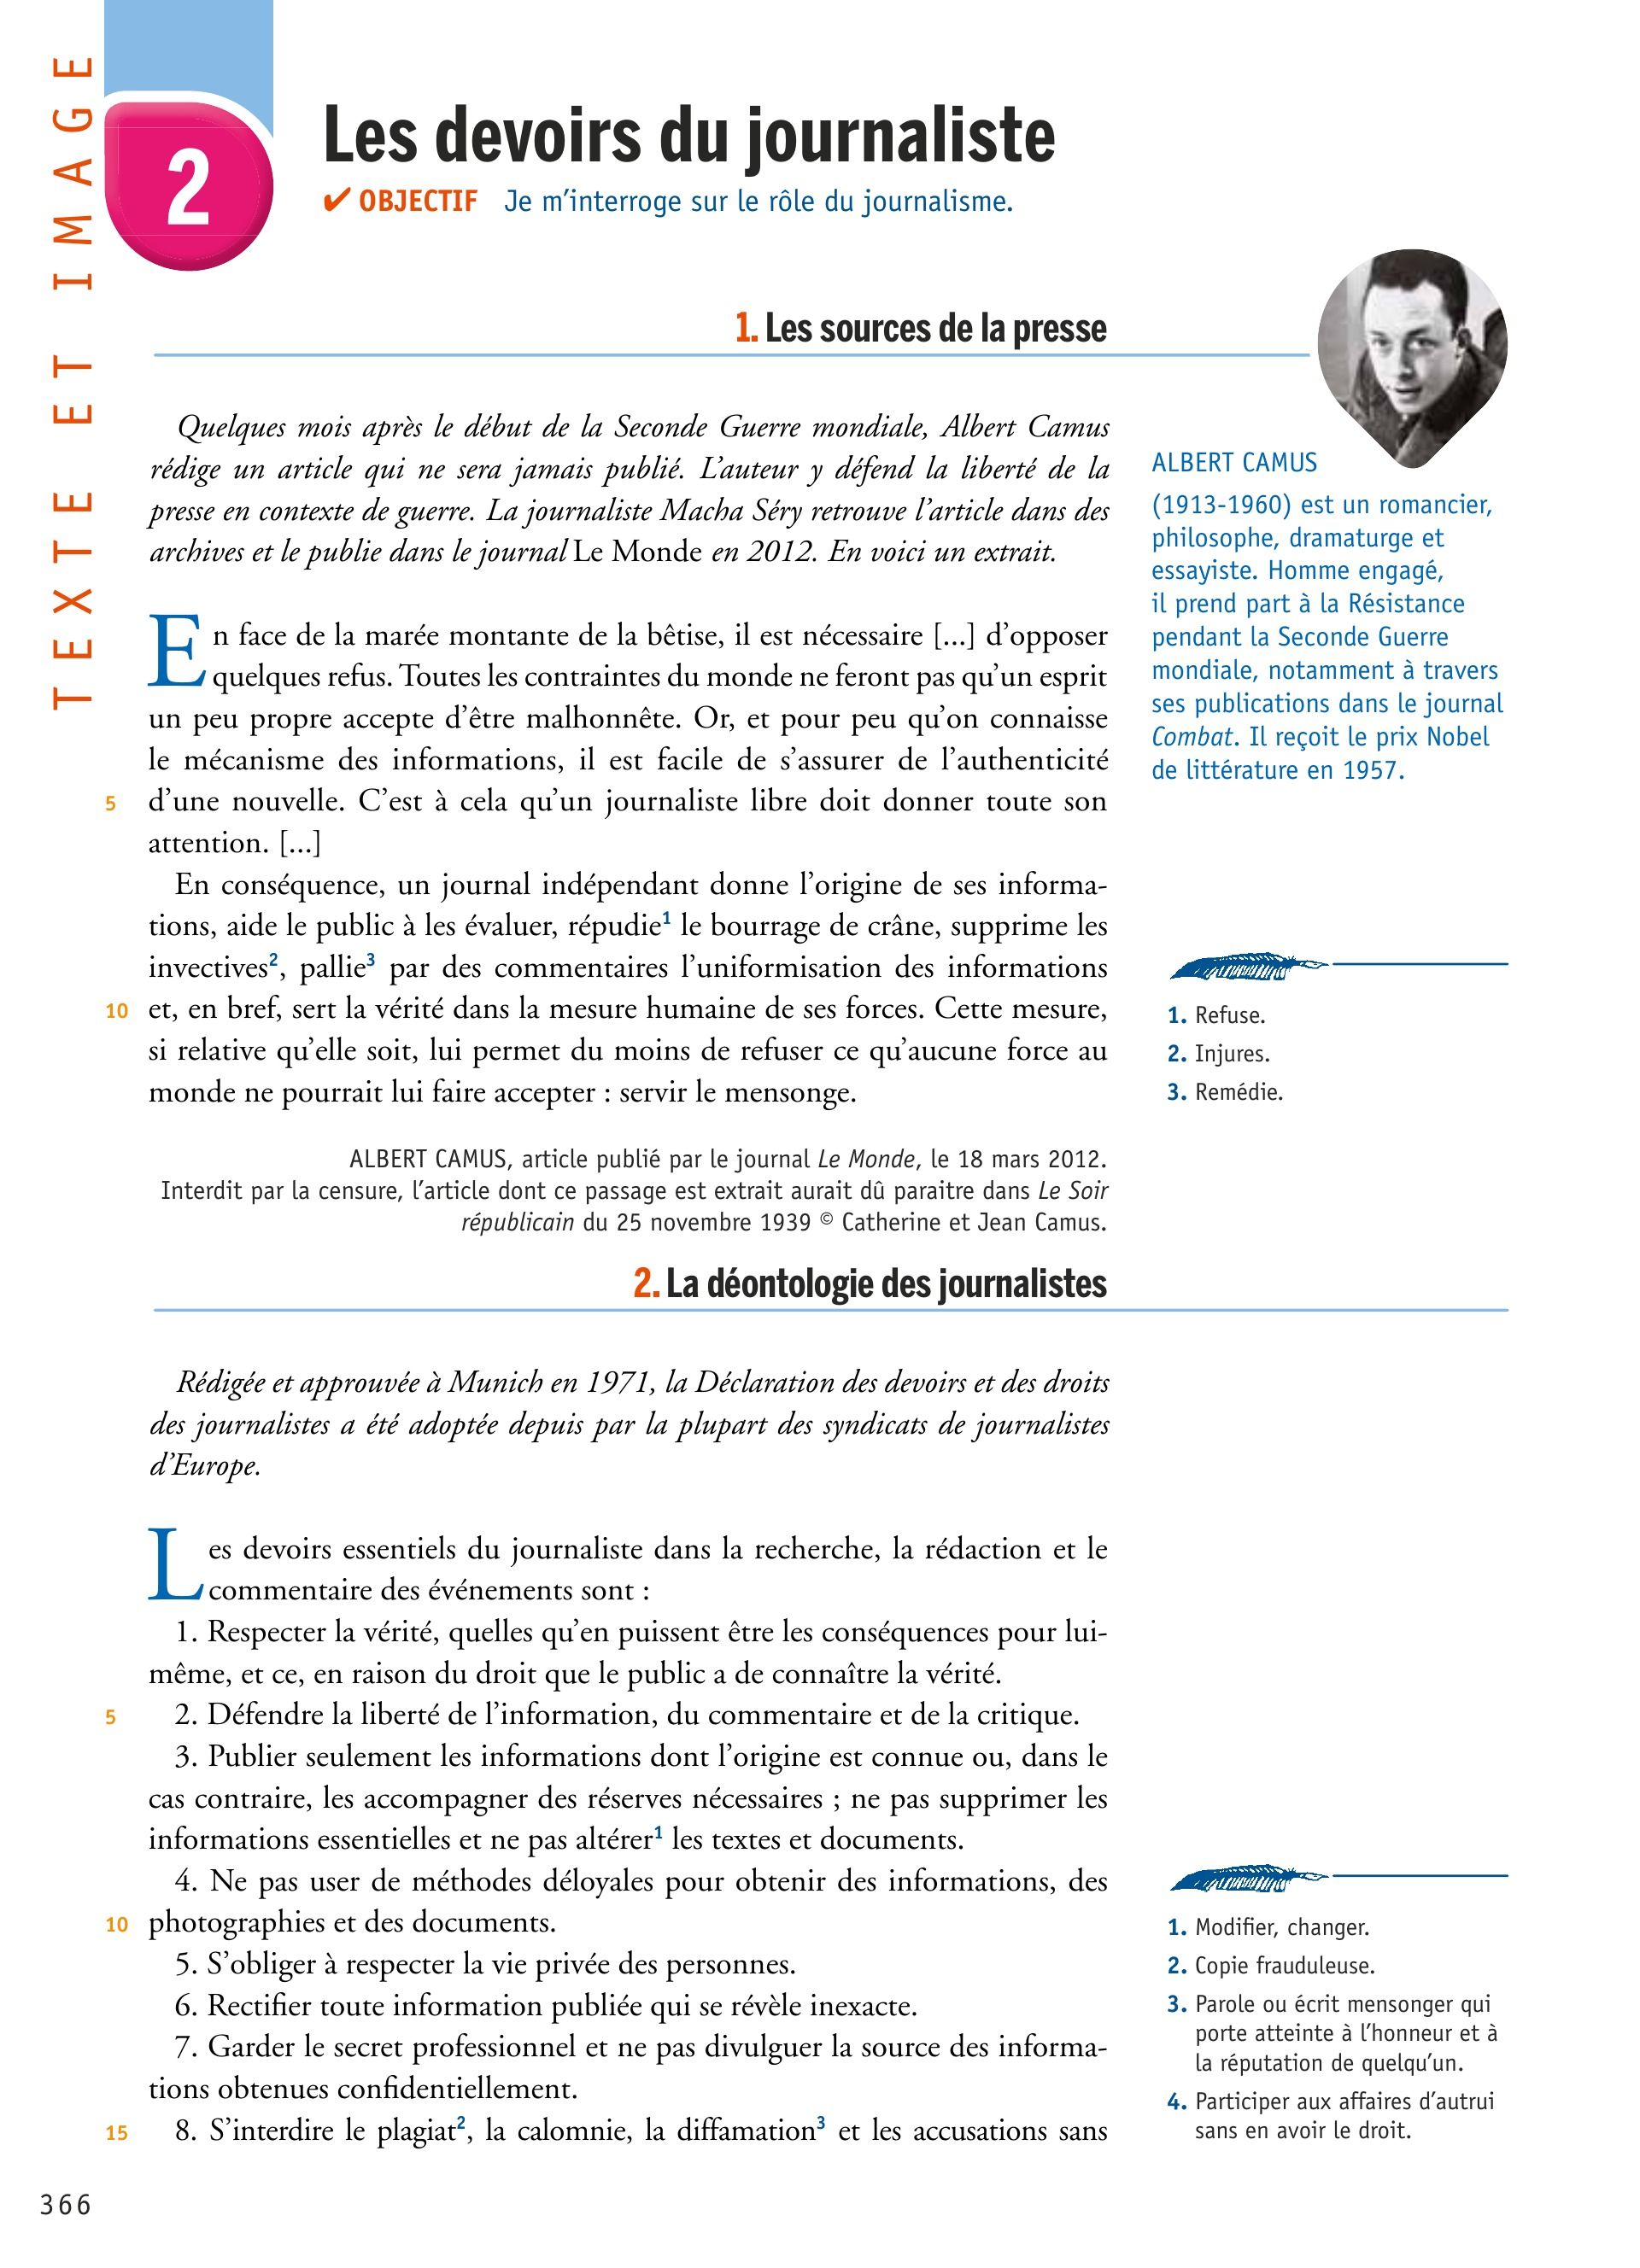 TEXTE ET IMAGE
2
Les devoirs du journaliste
✔ OBJECTIF Je m’interroge sur le rôle du journalisme.
1. Les sources de la presse
Quelques mois après le début de la Seconde Guerre mondiale, Albert Camus
rédige un article qui ne sera jamais publié. L’auteur y défend la liberté de la
presse en contexte de guerre. La journaliste Macha Séry retrouve l’article dans des
archives et le publie dans le journal Le Monde en 2012. En voici un extrait.
En face de la marée montante de la bêtise, il est nécessaire [...] d’opposer
quelques refus. Toutes les contraintes du monde ne feront pas qu’un esprit
un peu propre accepte d’être malhonnête. Or, et pour peu qu’on connaisse
le mécanisme des informations, il est facile de s’assurer de l’authenticité
5 d’une nouvelle. C’est à cela qu’un journaliste libre doit donner toute son
attention. [...]
En conséquence, un journal indépendant donne l’origine de ses informa-
tions, aide le public à les évaluer, répudie1 le bourrage de crâne, supprime les
invectives2, pallie3 par des commentaires l’uniformisation des informations
10 et, en bref, sert la vérité dans la mesure humaine de ses forces. Cette mesure,
si relative qu’elle soit, lui permet du moins de refuser ce qu’aucune force au
monde ne pourrait lui faire accepter : servir le mensonge.
ALBERT CAMUS, article publié par le journal Le Monde, le 18 mars 2012.
Interdit par la censure, l’article dont ce passage est extrait aurait dû paraitre dans Le Soir
républicain du 25 novembre 1939 © Catherine et Jean Camus.
ALBERT CAMUS
(1913-1960) est un romancier,
philosophe, dramaturge et
essayiste. Homme engagé,
il prend part à la Résistance
pendant la Seconde Guerre
mondiale, notamment à travers
ses publications dans le journal
Combat. Il reçoit le prix Nobel
de littérature en 1957.
1. Refuse.
2. Injures.
3. Remédie.
2. La déontologie des journalistes
Rédigée et approuvée à Munich en 1971, la Déclaration des devoirs et des droits
des journalistes a été adoptée depuis par la plupart des syndicats de journalistes
d’Europe.
Les devoirs essentiels du journaliste dans la recherche, la rédaction et le
commentaire des événements sont :
1. Respecter la vérité, quelles qu’en puissent être les conséquences pour lui-
même, et ce, en raison du droit que le public a de connaître la vérité.
5 2. Défendre la liberté de l’information, du commentaire et de la critique.
3. Publier seulement les informations dont l’origine est connue ou, dans le
cas contraire, les accompagner des réserves nécessaires ; ne pas supprimer les
informations essentielles et ne pas altérer1 les textes et documents.
4. Ne pas user de méthodes déloyales pour obtenir des informations, des
10 photographies et des documents.
5. S’obliger à respecter la vie privée des personnes.
6. Rectifier toute information publiée qui se révèle inexacte.
7. Garder le secret professionnel et ne pas divulguer la source des informa-
tions obtenues confidentiellement.
15 8. S’interdire le plagiat2, la calomnie, la diffamation3 et les accusations sans
1. Modifier, changer.
2. Copie frauduleuse.
3. Parole ou écrit mensonger qui
porte atteinte à l’honneur et à
la réputation de quelqu’un.
4. Participer aux affaires d’autrui
sans en avoir le droit.
366